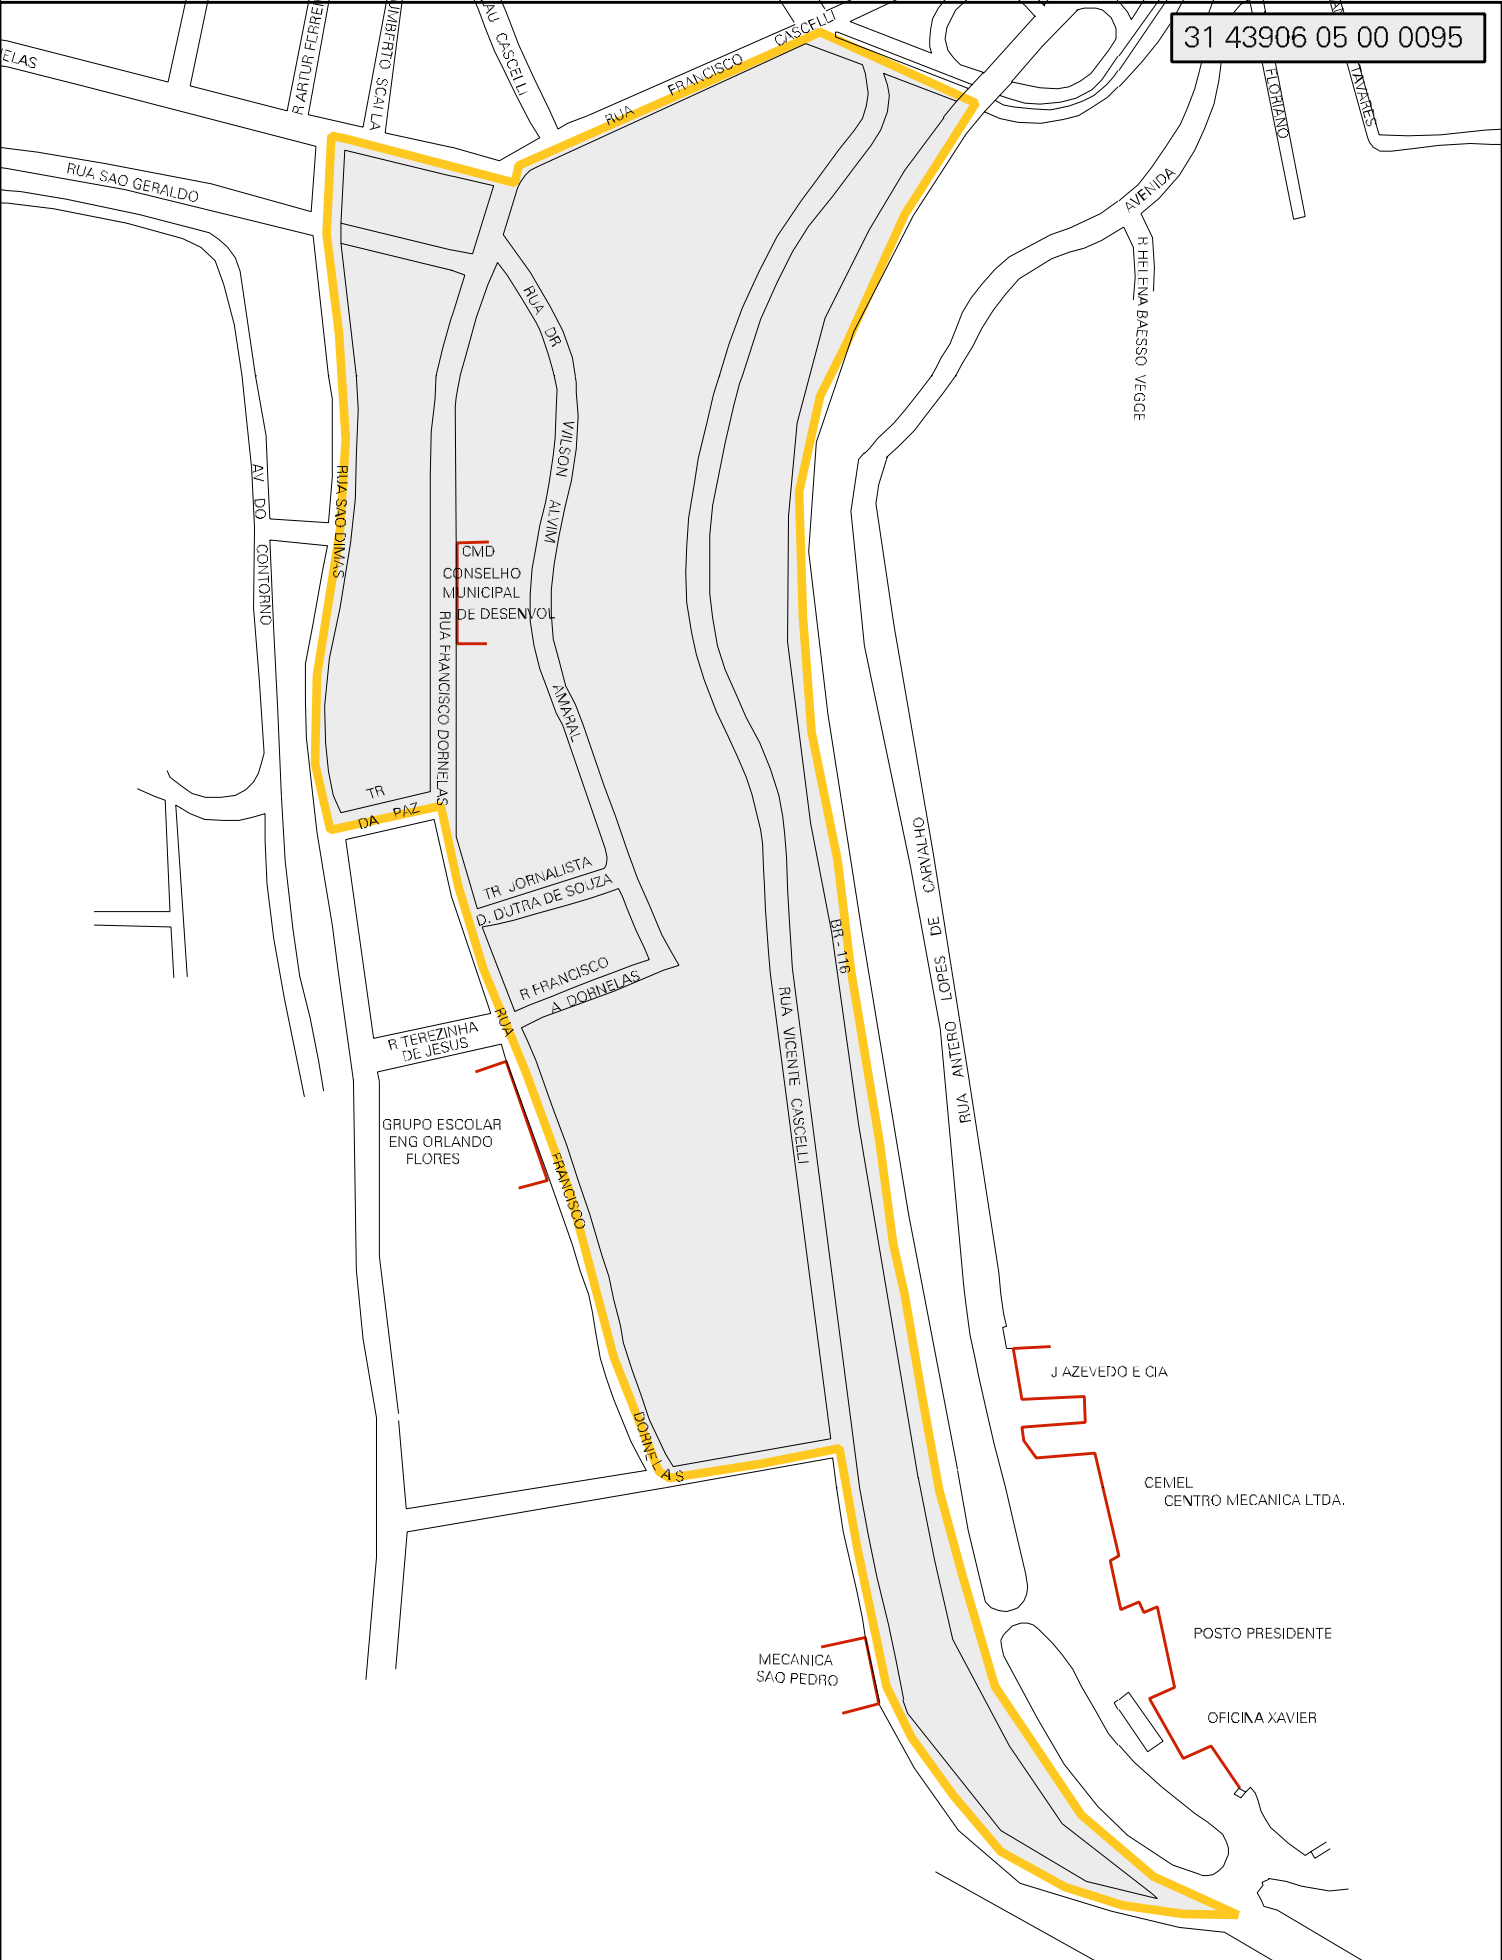 31 43906 05 00 0095
ELAS
R ARTUR FERREI
UMBERTO SCALLA
AU CASCELLI
RUA FRANCISCO CASCELLI
FLORIANO
TAVARES
RUA SAO GERALDO
AVENIDA
R HELENA BAESSO VEGGE
RUA DR WILSON ALVIM AMARAL
AV DO CONTORNO
RUA SAO DIMAS
CMD
CONSELHO
MUNICIPAL
DE DESENVOL
RUA FRANCISCO DORNELAS
TR
DA PAZ
TR JORNALISTA
D. DUTRA DE SOUZA
R FRANCISCO
A DORNELAS
BR - 116
RUA ANTERO LOPES DE CARVALHO
RUA VICENTE CASCELLI
R TEREZINHA
DE JESUS
RUA FRANCISCO DORNELAS
GRUPO ESCOLAR
ENG ORLANDO
FLORES
J AZEVEDO E CIA
CEMEL
CENTRO MECANICA LTDA.
POSTO PRESIDENTE
MECANICA
SAO PEDRO
OFICINA XAVIER